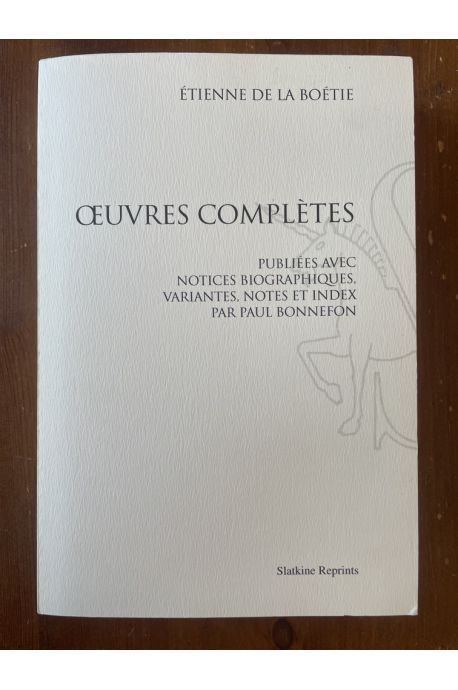 ÉTIENNE DE LA BOÉTIE
ŒUVRES COMPLÈTES
PUBLIÉES AVEC
NOTICES BIOGRAPHIQUES,
VARIANTES, NOTES ET INDEX
PAR PAUL BONNEFON
Slatkine Reprints